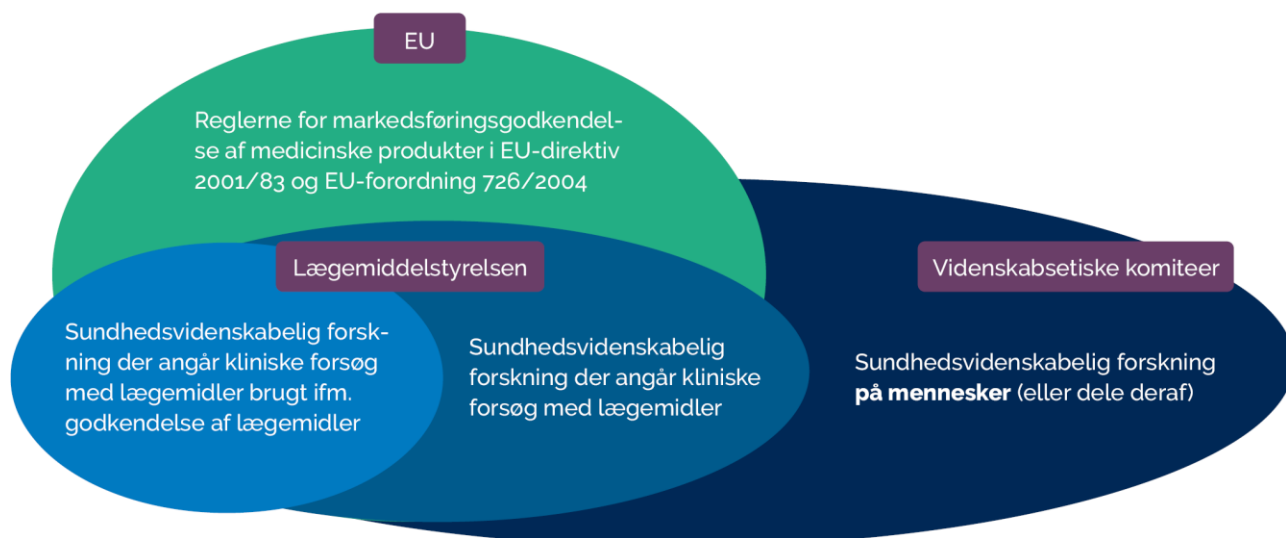 EU
Reglerne for markedsføringsgodkendel-
se af medicinske produkter i EU-direktiv
2001/83 og EU-forordning 726/2004
Lægemiddelstyrelsen
Videnskabsetiske komiteer
Sundhedsvidenskabelig forsk-
ning der angår kliniske forsøg
med lægemidler brugt ifm.
godkendelse af lægemidler
Sundhedsvidenskabelig
forskning der angår kliniske
forsøg med lægemidler
Sundhedsvidenskabelig forskning
på mennesker (eller dele deraf)